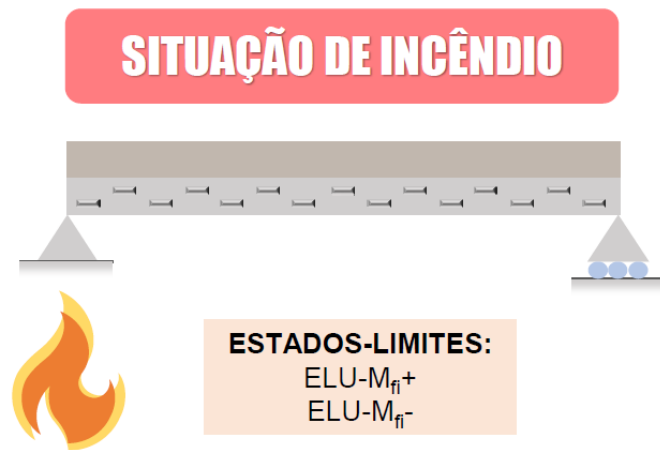 SITUAÇÃO DE INCÊNDIO
ESTADOS-LIMITES:
ELU-Mfi+
ELU-Mfi-